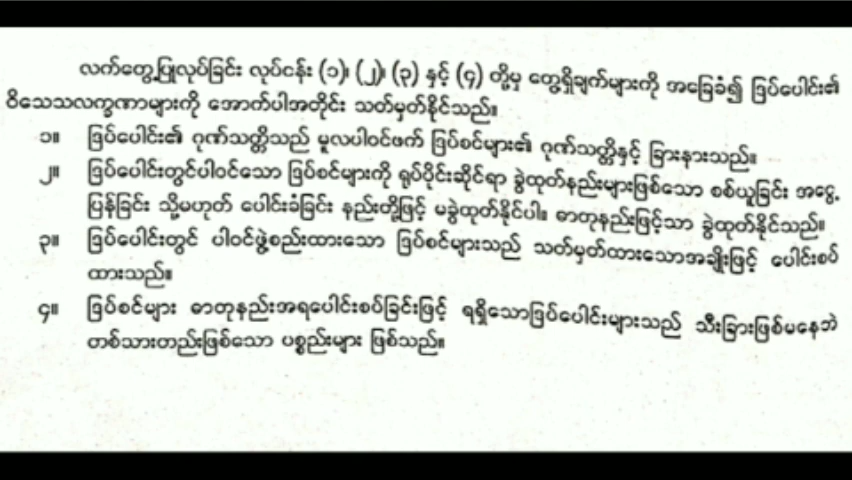 လက်တွေ့ပြုလုပ်ခြင်း လုပ်ငန်း (၁)၊ (၂)၊ (၃) နှင့် (၄) တို့မှ တွေ့ရှိချက်များကို အခြေခံ၍ ဒြပ်ပေါင်း၏
ဝိသေသလက္ခဏာများကို အောက်ပါအတိုင်း သတ်မှတ်နိုင်သည်။
၁။ ဒြပ်ပေါင်း၏ ဂုဏ်သတ္တိသည် မူလပါဝင်ဖက် ဒြပ်စင်များ၏ ဂုဏ်သတ္တိနှင့် ခြားနားသည်။
၂။ ဒြပ်ပေါင်းတွင်ပါဝင်သော ဒြပ်စင်များကို ရုပ်ပိုင်းဆိုင်ရာ ခွဲထုတ်နည်းများဖြစ်သော စစ်ယူခြင်း အငွေ့
ပြန်ခြင်း သို့မဟုတ် ပေါင်းခံခြင်း နည်းတို့ဖြင့် မခွဲထုတ်နိုင်ပါ။ ဓာတုနည်းဖြင့်သာ ခွဲထုတ်နိုင်သည်။
၃။ ဒြပ်ပေါင်းတွင် ပါဝင်ဖွဲ့စည်းထားသော ဒြပ်စင်များသည် သတ်မှတ်ထားသောအချိုးဖြင့် ပေါင်းစပ်
ထားသည်။
၄။ ဒြပ်စင်များ ဓာတုနည်းအရပေါင်းစပ်ခြင်းဖြင့် ရရှိသောဒြပ်ပေါင်းများသည် သီးခြားဖြစ်မနေဘဲ
တစ်သားတည်းဖြစ်သော ပစ္စည်းများ ဖြစ်သည်။